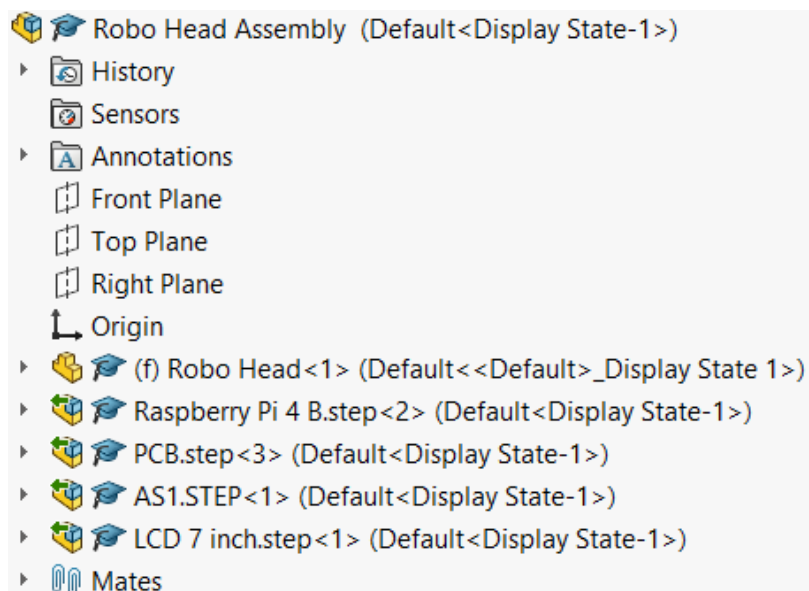 Robo Head Assembly (Default<Display State-1>)
History
Sensors
A Annotations
Front Plane
Top Plane
Right Plane
Origin
(f) Robo Head<1> (Default<<Default>_Display State 1>)
Raspberry Pi 4 B.step<2> (Default<Display State-1>)
PCB.step<3> (Default<Display State-1>)
AS1.STEP<1> (Default<Display State-1>)
LCD 7 inch.step<1> (Default<Display State-1>)
Mates